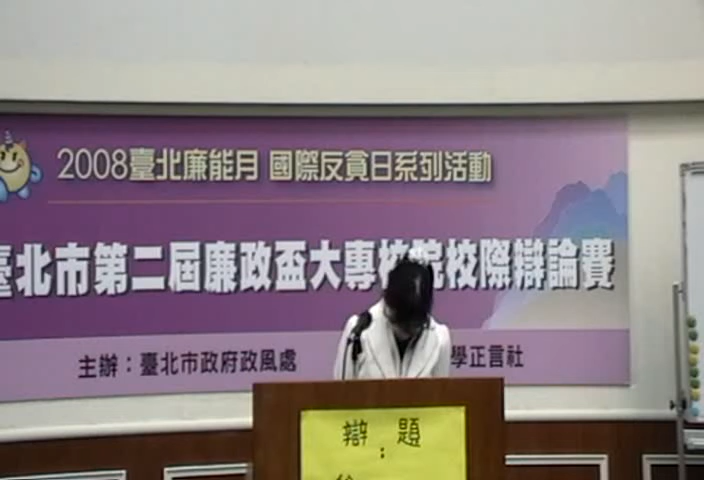 2008臺北廉能月 國際反貪日系列活動
臺北市第二屆廉政盃大專校院校際辯論賽
主辦：臺北市政府政風處
學正言社
辯題：